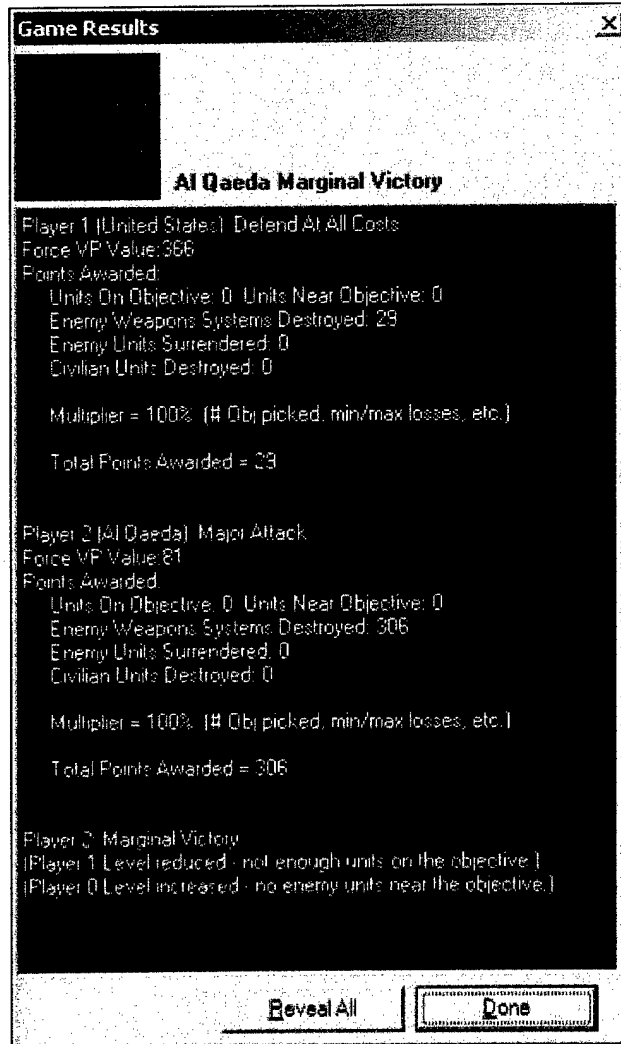 Game Results
Al Qaeda Marginal Victory
Player 1 (United States) Defend At All Costs
Force VP Value:366
Points Awarded:
Units On Objective: 0 Units Near Objective: 0
Enemy Weapons Systems Destroyed: 29
Enemy Units Surrendered: 0
Civilian Units Destroyed: 0
Multiplier = 100% (# Obj picked, min/max losses, etc.)
Total Points Awarded = 29
Player 2 (Al Qaeda) Major Attack
Force VP Value:81
Points Awarded:
Units On Objective: 0 Units Near Objective: 0
Enemy Weapons Systems Destroyed: 306
Enemy Units Surrendered: 0
Civilian Units Destroyed: 0
Multiplier = 100% (# Obj picked, min/max losses, etc.)
Total Points Awarded = 306
Player 2: Marginal Victory
(Player 1 Level reduced - not enough units on the objective.)
(Player 0 Level increased - no enemy units near the objective.)
Reveal All
Done